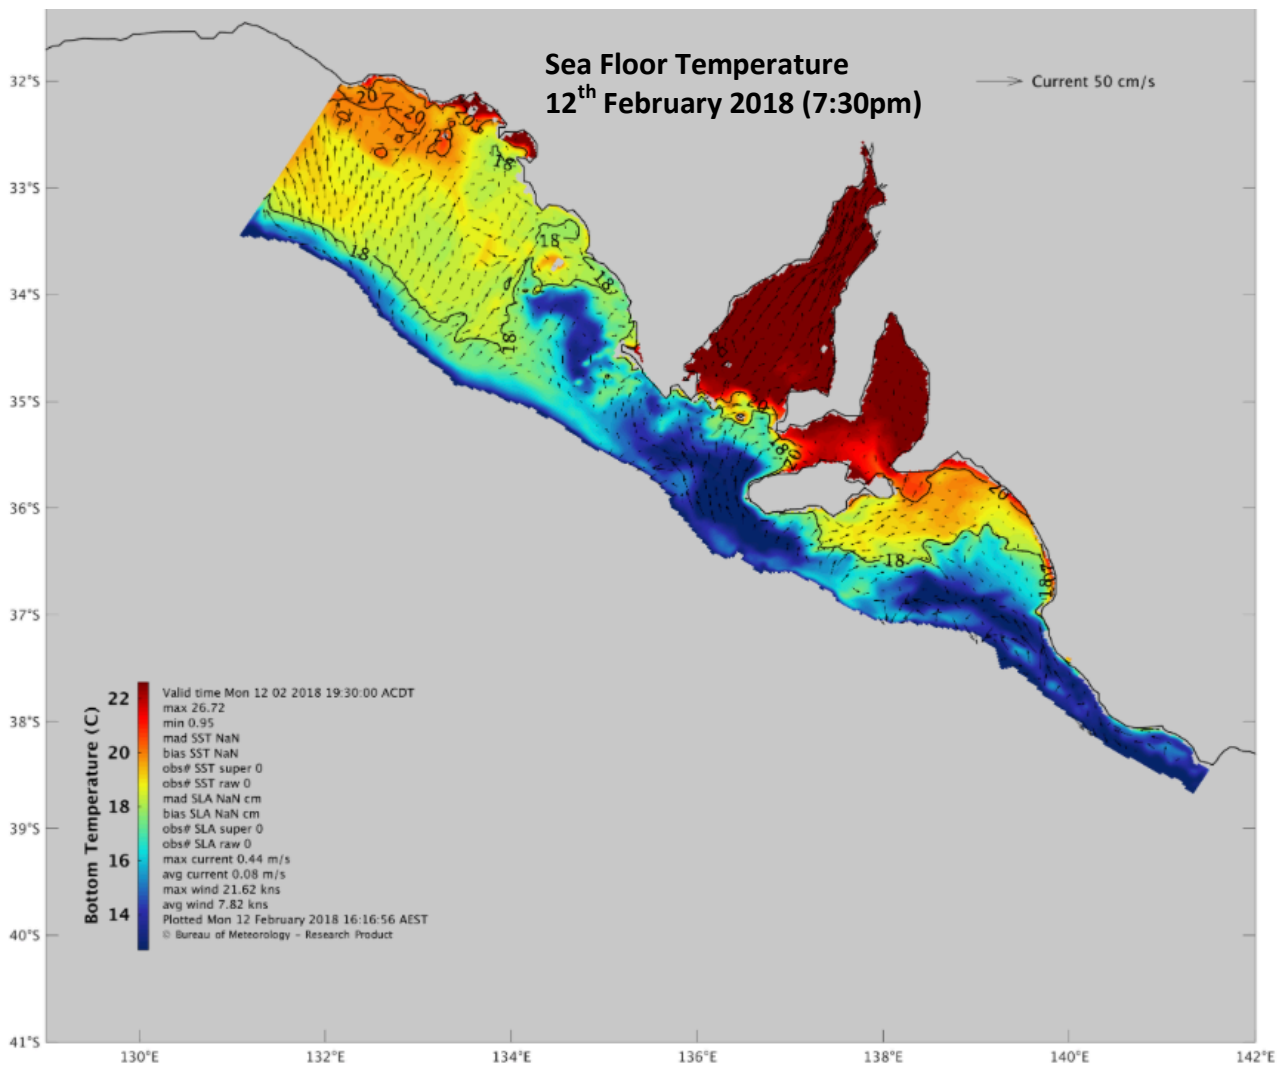 Sea Floor Temperature
12th February 2018 (7:30pm)
Current 50 cm/s
32°S
33°S
34°S
35°S
36°S
37°S
38°S
39°S
40°S
41°S
20
20
20
20
18
18
18
18
18
20
18
20
20
18
18
Bottom Temperature (C)
22
20
18
16
14
Valid time Mon 12 02 2018 19:30:00 ACDT
max 26.72
min 0.95
mad SST NaN
bias SST NaN
obs# SST super 0
obs# SST raw 0
mad SLA NaN cm
bias SLA NaN cm
obs# SLA super 0
obs# SLA raw 0
max current 0.44 m/s
avg current 0.08 m/s
max wind 21.62 kns
avg wind 7.82 kns
Plotted Mon 12 February 2018 16:16:56 AEST
© Bureau of Meteorology – Research Product
130°E
132°E
134°E
136°E
138°E
140°E
142°E